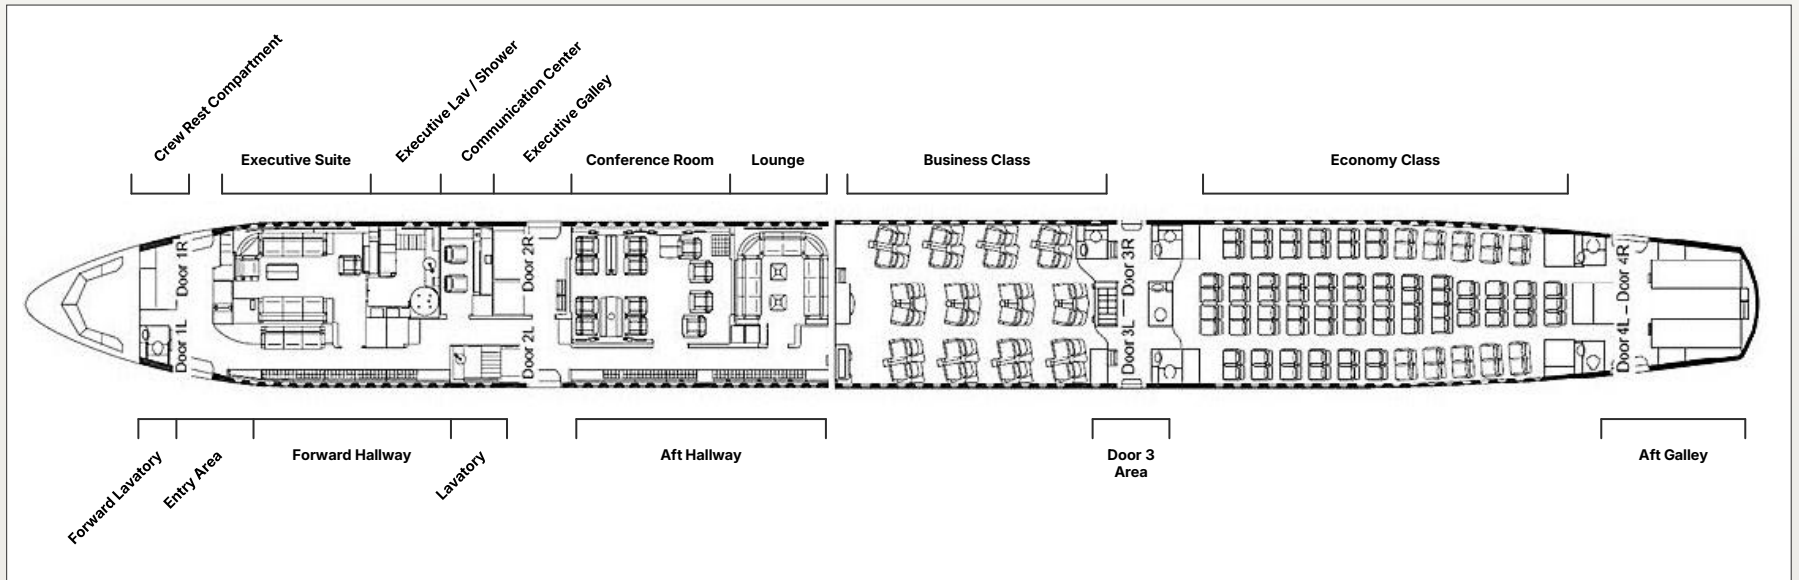 Crew Rest Compartment
Executive Suite
Executive Lav / Shower
Communication Center
Executive Galley
Conference Room
Lounge
Business Class
Economy Class
Door 1R
Door 2R
Door 3R
Door 4R
Door 1L
Door 2L
Door 3L
Door 4L
Forward Lavatory
Entry Area
Forward Hallway
Lavatory
Aft Hallway
Door 3
Area
Aft Galley